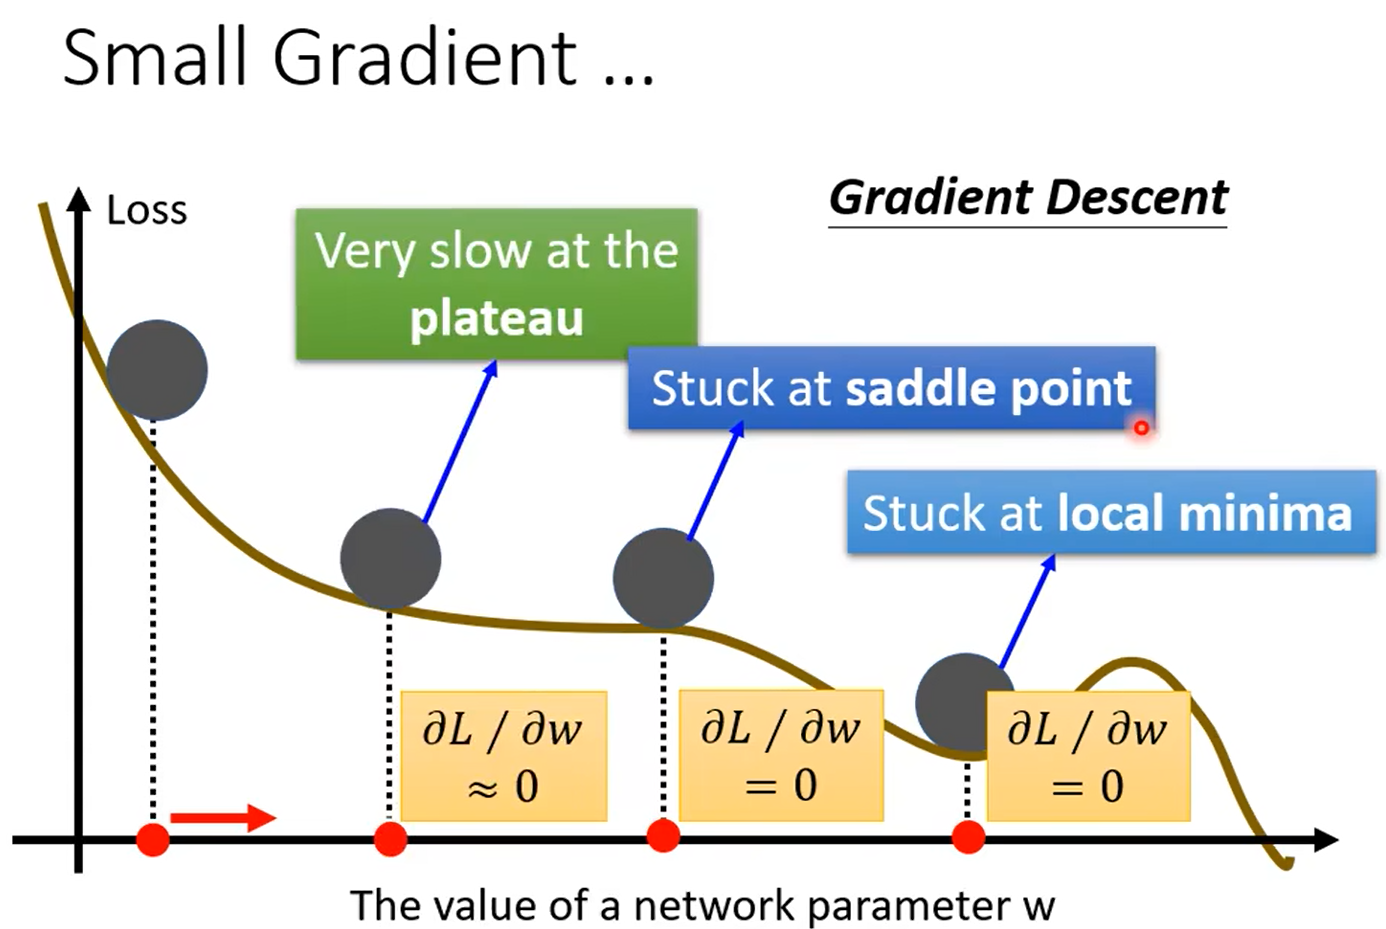 Small Gradient ...
Loss
Gradient Descent
Very slow at the
plateau
Stuck at saddle point
Stuck at local minima
∂L / ∂w
≈ 0
∂L / ∂w
= 0
∂L / ∂w
= 0
The value of a network parameter w